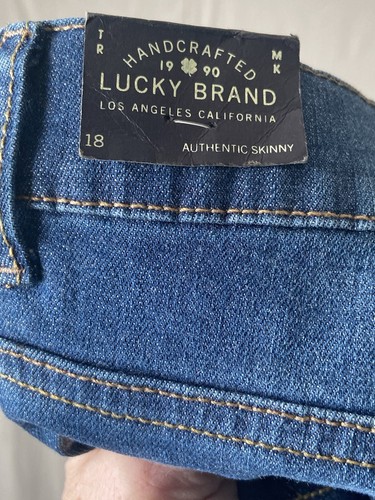 TR MK
HANDCRAFTED
19 90
LUCKY BRAND
LOS ANGELES CALIFORNIA
18 AUTHENTIC SKINNY